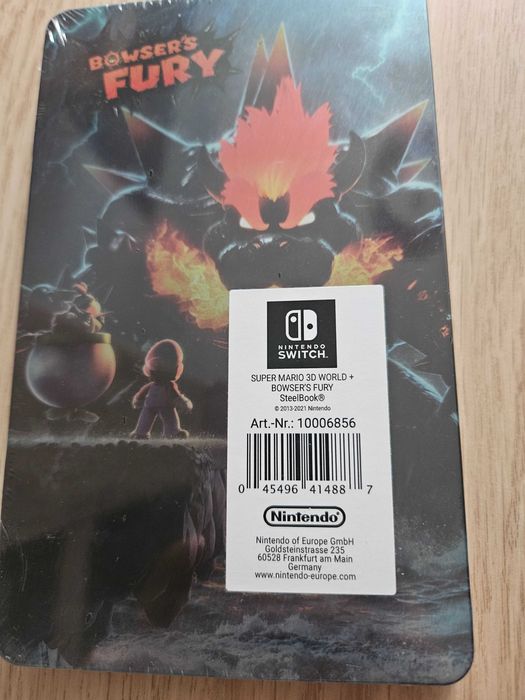 BOWSER'S
FURY
NINTENDO
SWITCH
SUPER MARIO 3D WORLD +
BOWSER'S FURY
SteelBook®
© 2013-2021 Nintendo
Art.-Nr.: 10006856
0 45496 41488 7
Nintendo
Nintendo of Europe GmbH
Goldsteinstrasse 235
60528 Frankfurt am Main
Germany
www.nintendo-europe.com